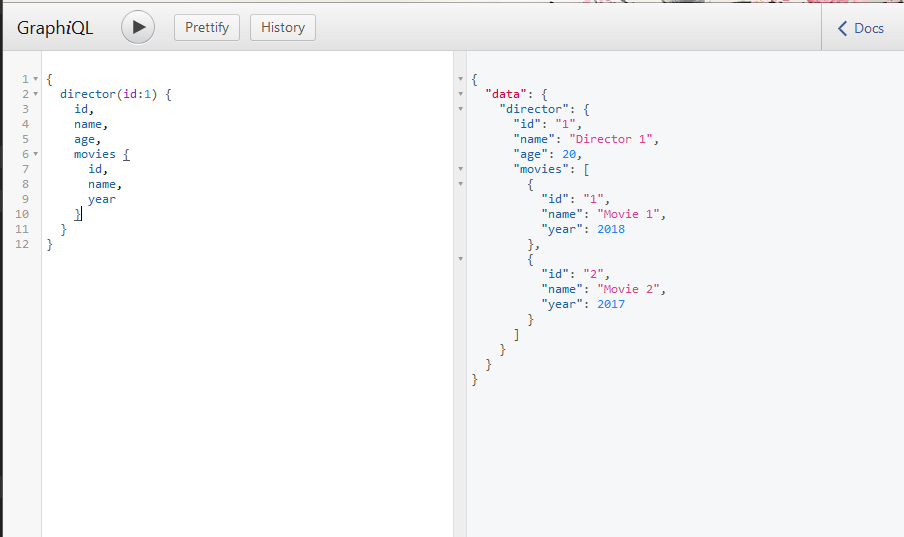 GraphiQL
Prettify
History
Docs
1 {
2 director(id:1) {
3 id,
4 name,
5 age,
6 movies {
7 id,
8 name,
9 year
10 }
11 }
12 }
{
"data": {
"director": {
"id": "1",
"name": "Director 1",
"age": 20,
"movies": [
{
"id": "1",
"name": "Movie 1",
"year": 2018
},
{
"id": "2",
"name": "Movie 2",
"year": 2017
}
]
}
}
}